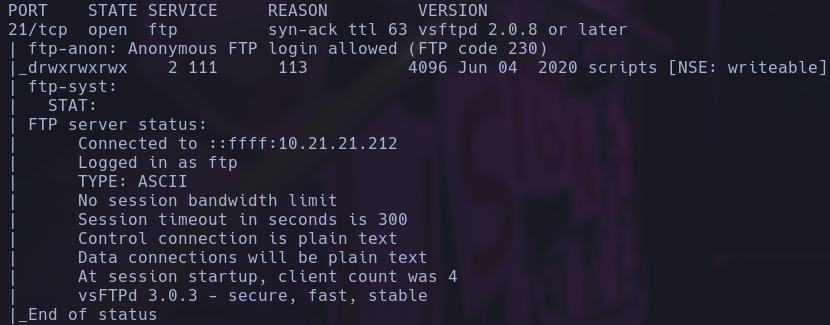 PORT    STATE SERVICE     REASON         VERSION
21/tcp  open  ftp         syn-ack ttl 63 vsftpd 2.0.8 or later
| ftp-anon: Anonymous FTP login allowed (FTP code 230)
|_drwxrwxrwx    2 111      113          4096 Jun 04  2020 scripts [NSE: writeable]
| ftp-syst:
|   STAT:
| FTP server status:
|      Connected to ::ffff:10.21.21.212
|      Logged in as ftp
|      TYPE: ASCII
|      No session bandwidth limit
|      Session timeout in seconds is 300
|      Control connection is plain text
|      Data connections will be plain text
|      At session startup, client count was 4
|      vsFTPd 3.0.3 - secure, fast, stable
|_End of status